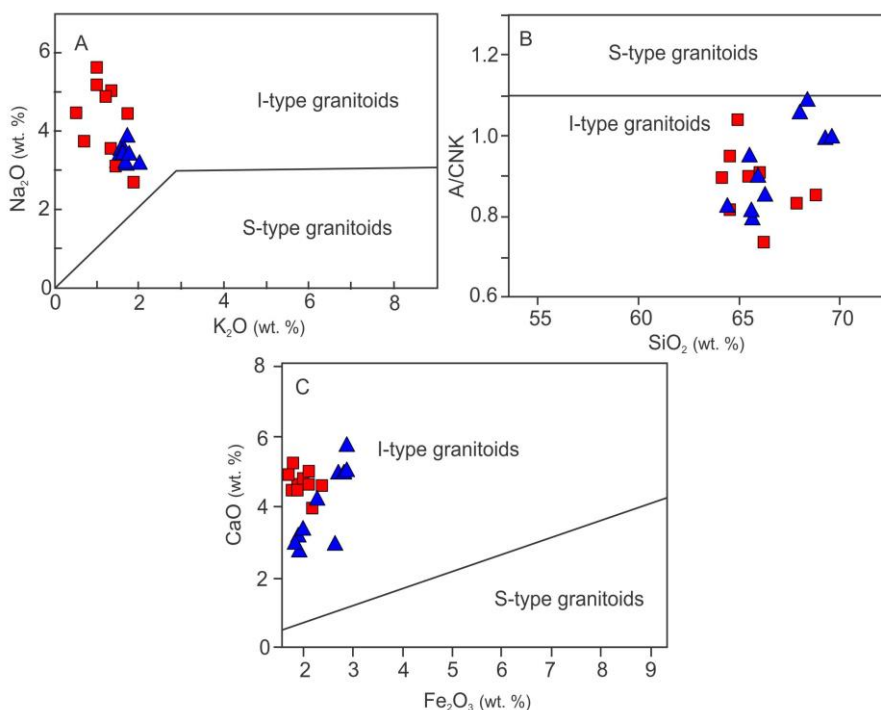 A
6
4
2
0
Na₂O (wt. %)
I-type granitoids
S-type granitoids
0 2 4 6 8
K₂O (wt. %)
B
1.2
1.0
0.8
0.6
A/CNK
S-type granitoids
I-type granitoids
55 60 65 70
SiO₂ (wt. %)
C
8
6
4
2
0
CaO (wt. %)
I-type granitoids
S-type granitoids
2 3 4 5 6 7 8 9
Fe₂O₃ (wt. %)